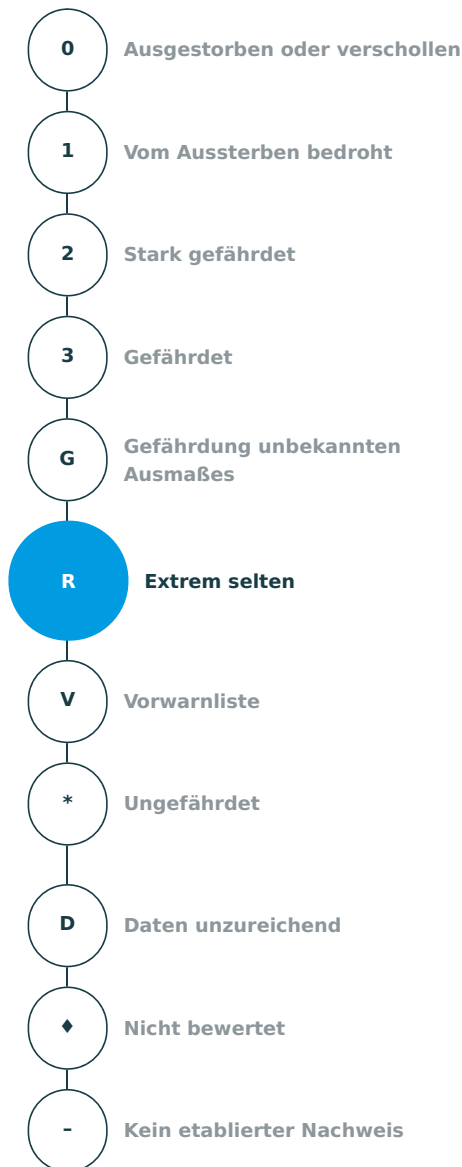 0 Ausgestorben oder verschollen
1 Vom Aussterben bedroht
2 Stark gefährdet
3 Gefährdet
G Gefährdung unbekannten
Ausmaßes
R Extrem selten
V Vorwarnliste
* Ungefährdet
D Daten unzureichend
♦ Nicht bewertet
– Kein etablierter Nachweis